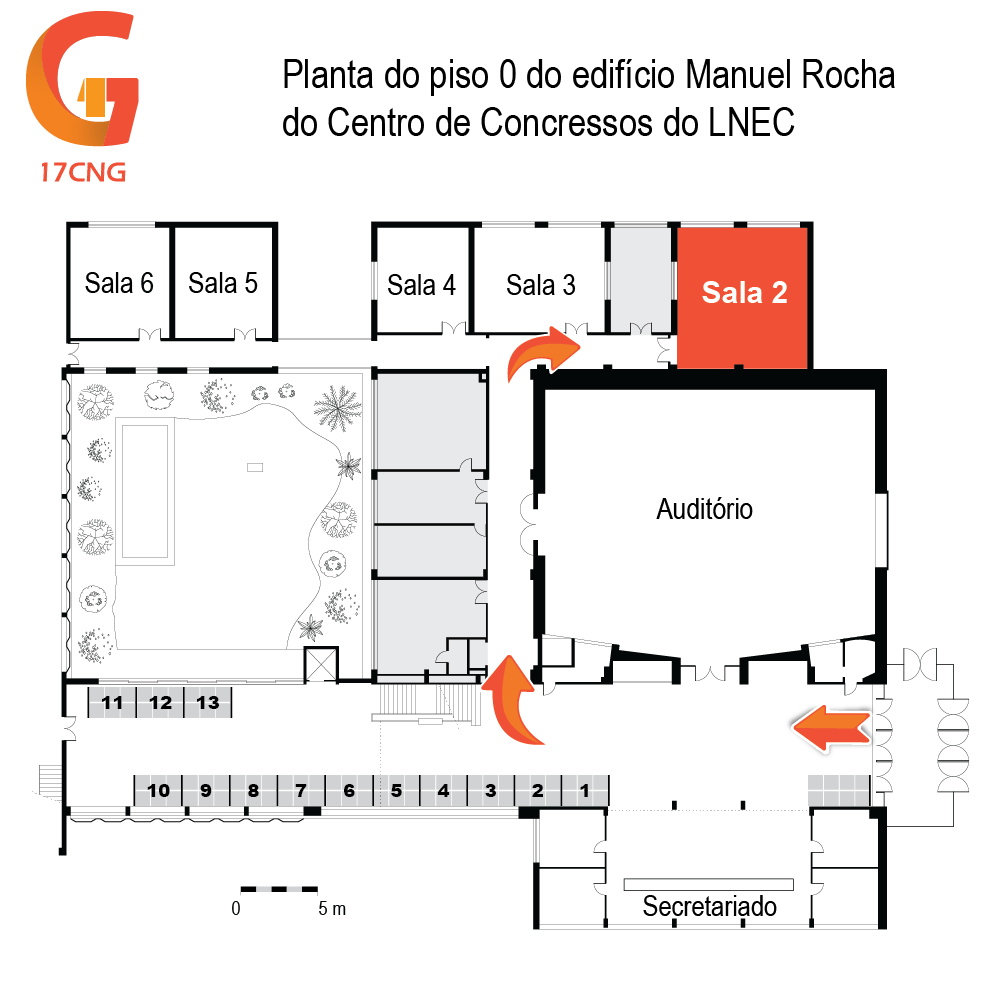 17CNG
Planta do piso 0 do edifício Manuel Rocha
do Centro de Concressos do LNEC
Sala 6
Sala 5
Sala 4
Sala 3
Sala 2
Auditório
11 12 13
10 9 8 7 6 5 4 3 2 1
Secretariado
0 5 m